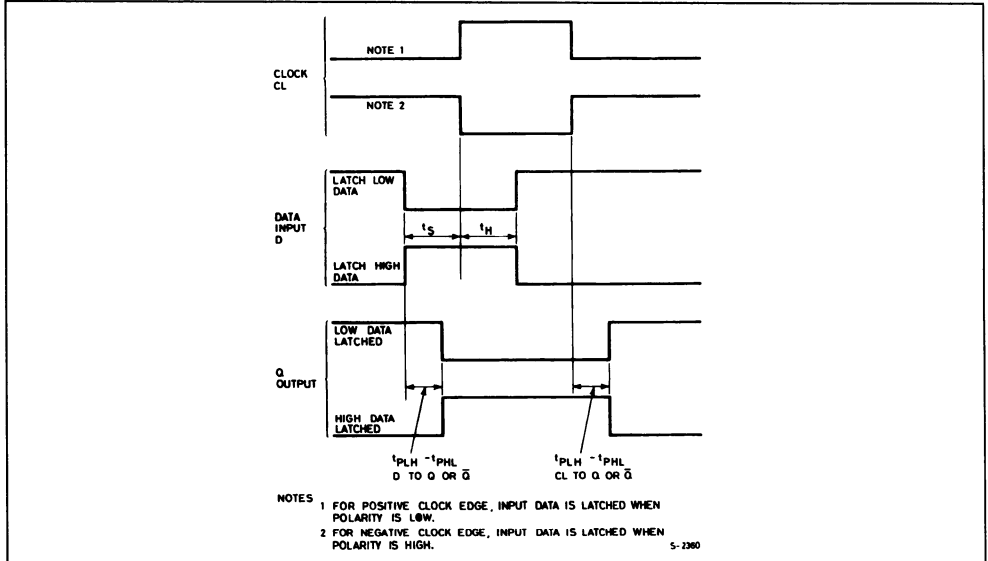 NOTE 1
CLOCK
CL
NOTE 2
LATCH LOW
DATA
DATA
INPUT
D
tS
tH
LATCH HIGH
DATA
LOW DATA
LATCHED
Q
OUTPUT
HIGH DATA
LATCHED
tPLH - tPHL
D TO Q OR Q̅
tPLH - tPHL
CL TO Q OR Q̅
NOTES
1 FOR POSITIVE CLOCK EDGE, INPUT DATA IS LATCHED WHEN
POLARITY IS LOW.
2 FOR NEGATIVE CLOCK EDGE, INPUT DATA IS LATCHED WHEN
POLARITY IS HIGH.
S-2360